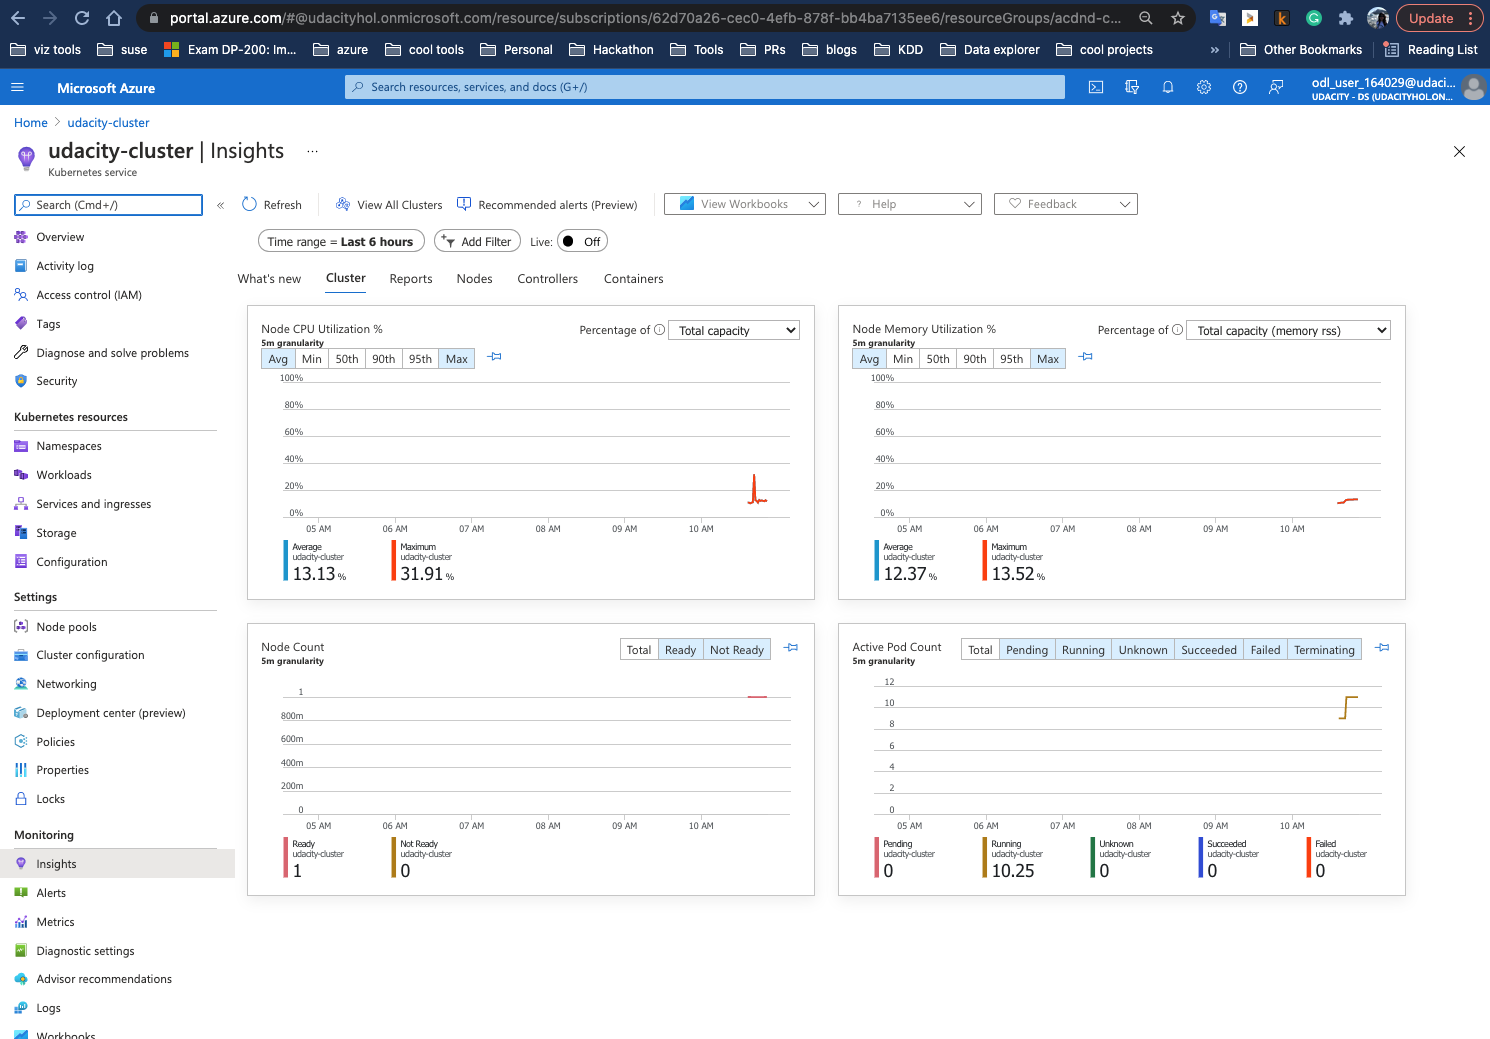 portal.azure.com/#@udacityhol.onmicrosoft.com/resource/subscriptions/62d70a26-cec0-4efb-878f-bb4ba7135ee6/resourceGroups/acdnd-c...
Update
viz tools suse Exam DP-200: Im... azure cool tools Personal Hackathon Tools PRs blogs KDD Data explorer cool projects » Other Bookmarks Reading List
Microsoft Azure
Search resources, services, and docs (G+/)
odl_user_164029@udaci...
UDACITY - DS (UDACITYHOL.ON...
Home > udacity-cluster
udacity-cluster | Insights ...
Kubernetes service
Search (Cmd+/)
«
Refresh View All Clusters Recommended alerts (Preview) View Workbooks ? Help Feedback
Time range = Last 6 hours Add Filter Live: Off
What's new Cluster Reports Nodes Controllers Containers
Overview
Activity log
Access control (IAM)
Tags
Diagnose and solve problems
Security
Kubernetes resources
Namespaces
Workloads
Services and ingresses
Storage
Configuration
Settings
Node pools
Cluster configuration
Networking
Deployment center (preview)
Policies
Properties
Locks
Monitoring
Insights
Alerts
Metrics
Diagnostic settings
Advisor recommendations
Logs
Workbooks
Node CPU Utilization %
5m granularity
Percentage of Total capacity
Avg Min 50th 90th 95th Max
100%
80%
60%
40%
20%
0%
05 AM 06 AM 07 AM 08 AM 09 AM 10 AM
Average
udacity-cluster
13.13 %
Maximum
udacity-cluster
31.91 %
Node Memory Utilization %
5m granularity
Percentage of Total capacity (memory rss)
Avg Min 50th 90th 95th Max
100%
80%
60%
40%
20%
0%
05 AM 06 AM 07 AM 08 AM 09 AM 10 AM
Average
udacity-cluster
12.37 %
Maximum
udacity-cluster
13.52 %
Node Count
5m granularity
Total Ready Not Ready
1
800m
600m
400m
200m
0
05 AM 06 AM 07 AM 08 AM 09 AM 10 AM
Ready
udacity-cluster
1
Not Ready
udacity-cluster
0
Active Pod Count
5m granularity
Total Pending Running Unknown Succeeded Failed Terminating
12
10
8
6
4
2
0
05 AM 06 AM 07 AM 08 AM 09 AM 10 AM
Pending
udacity-cluster
0
Running
udacity-cluster
10.25
Unknown
udacity-cluster
0
Succeeded
udacity-cluster
0
Failed
udacity-cluster
0